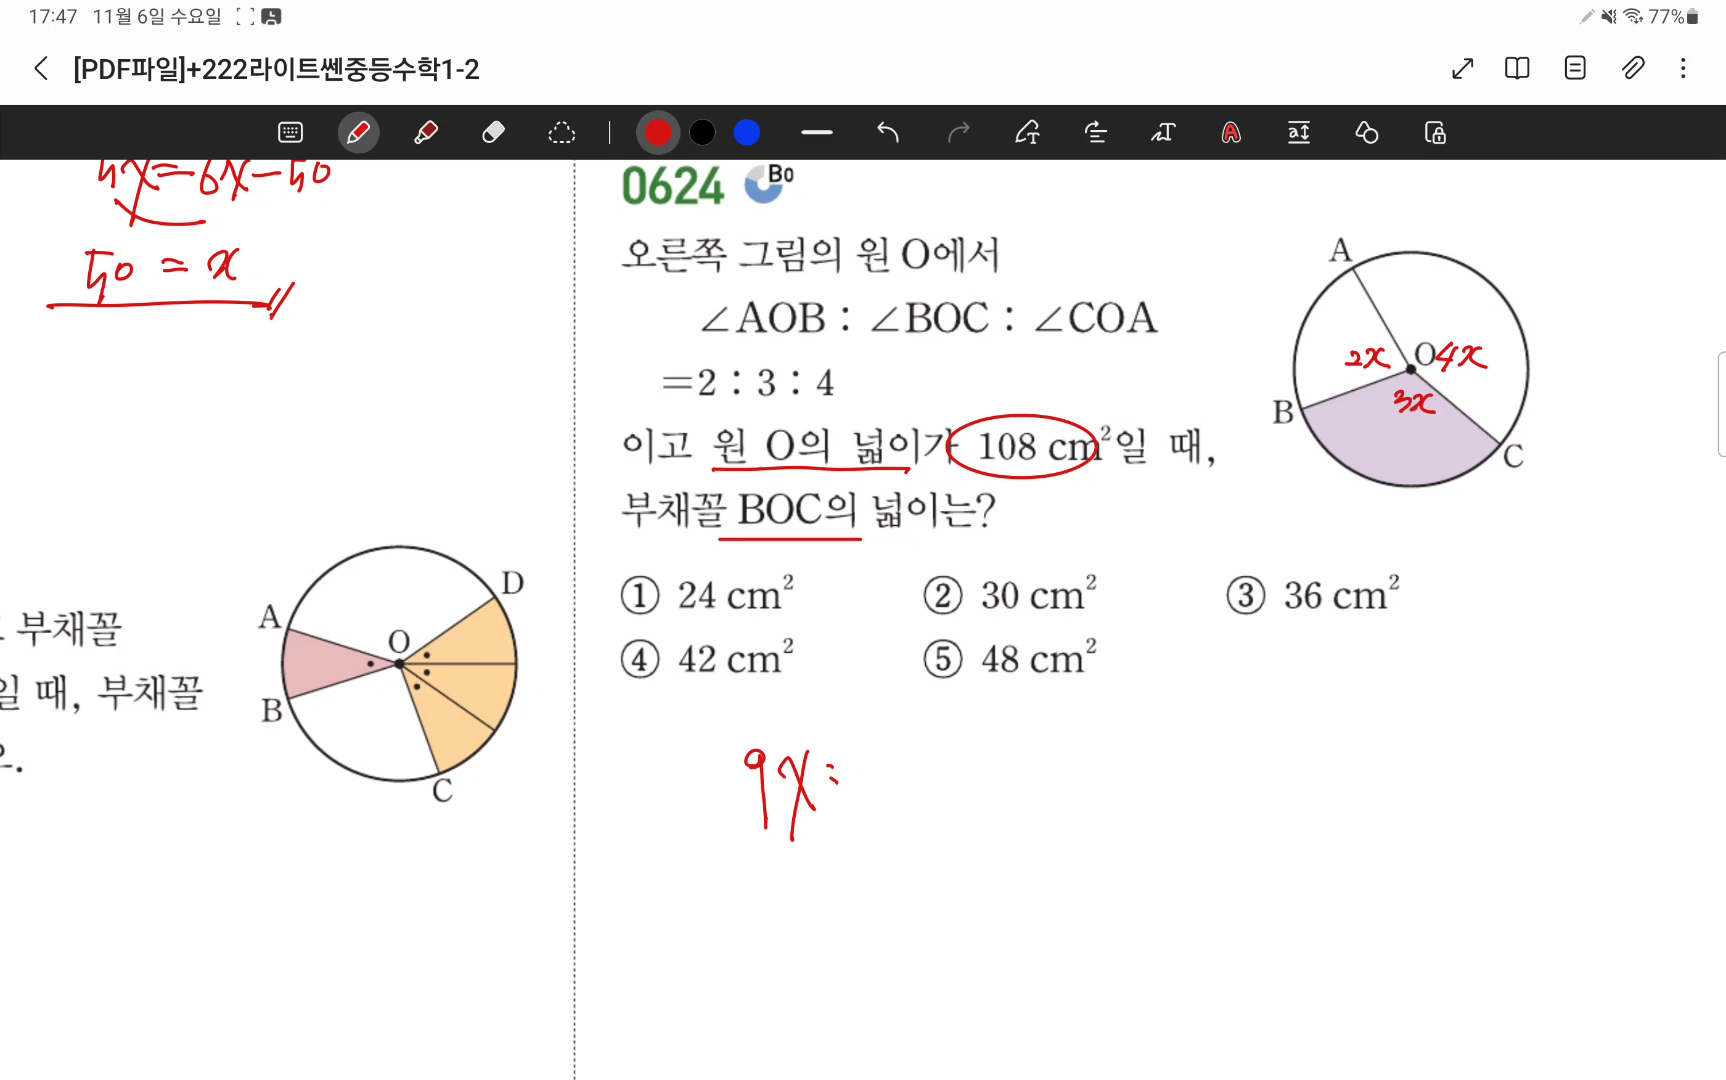 17:47 11월 6일 수요일
77%
[PDF파일]+222라이트쎈중등수학1-2
5x=6x-50
50 = x
부채꼴
일 때, 부채꼴
A
B
O
D
C
0624 B0
오른쪽 그림의 원 O에서
∠AOB : ∠BOC : ∠COA
=2 : 3 : 4
이고 원 O의 넓이가 108 cm²일 때,
부채꼴 BOC의 넓이는?
A
B
O
C
2x
4x
3x
① 24 cm² ② 30 cm² ③ 36 cm²
④ 42 cm² ⑤ 48 cm²
9x=